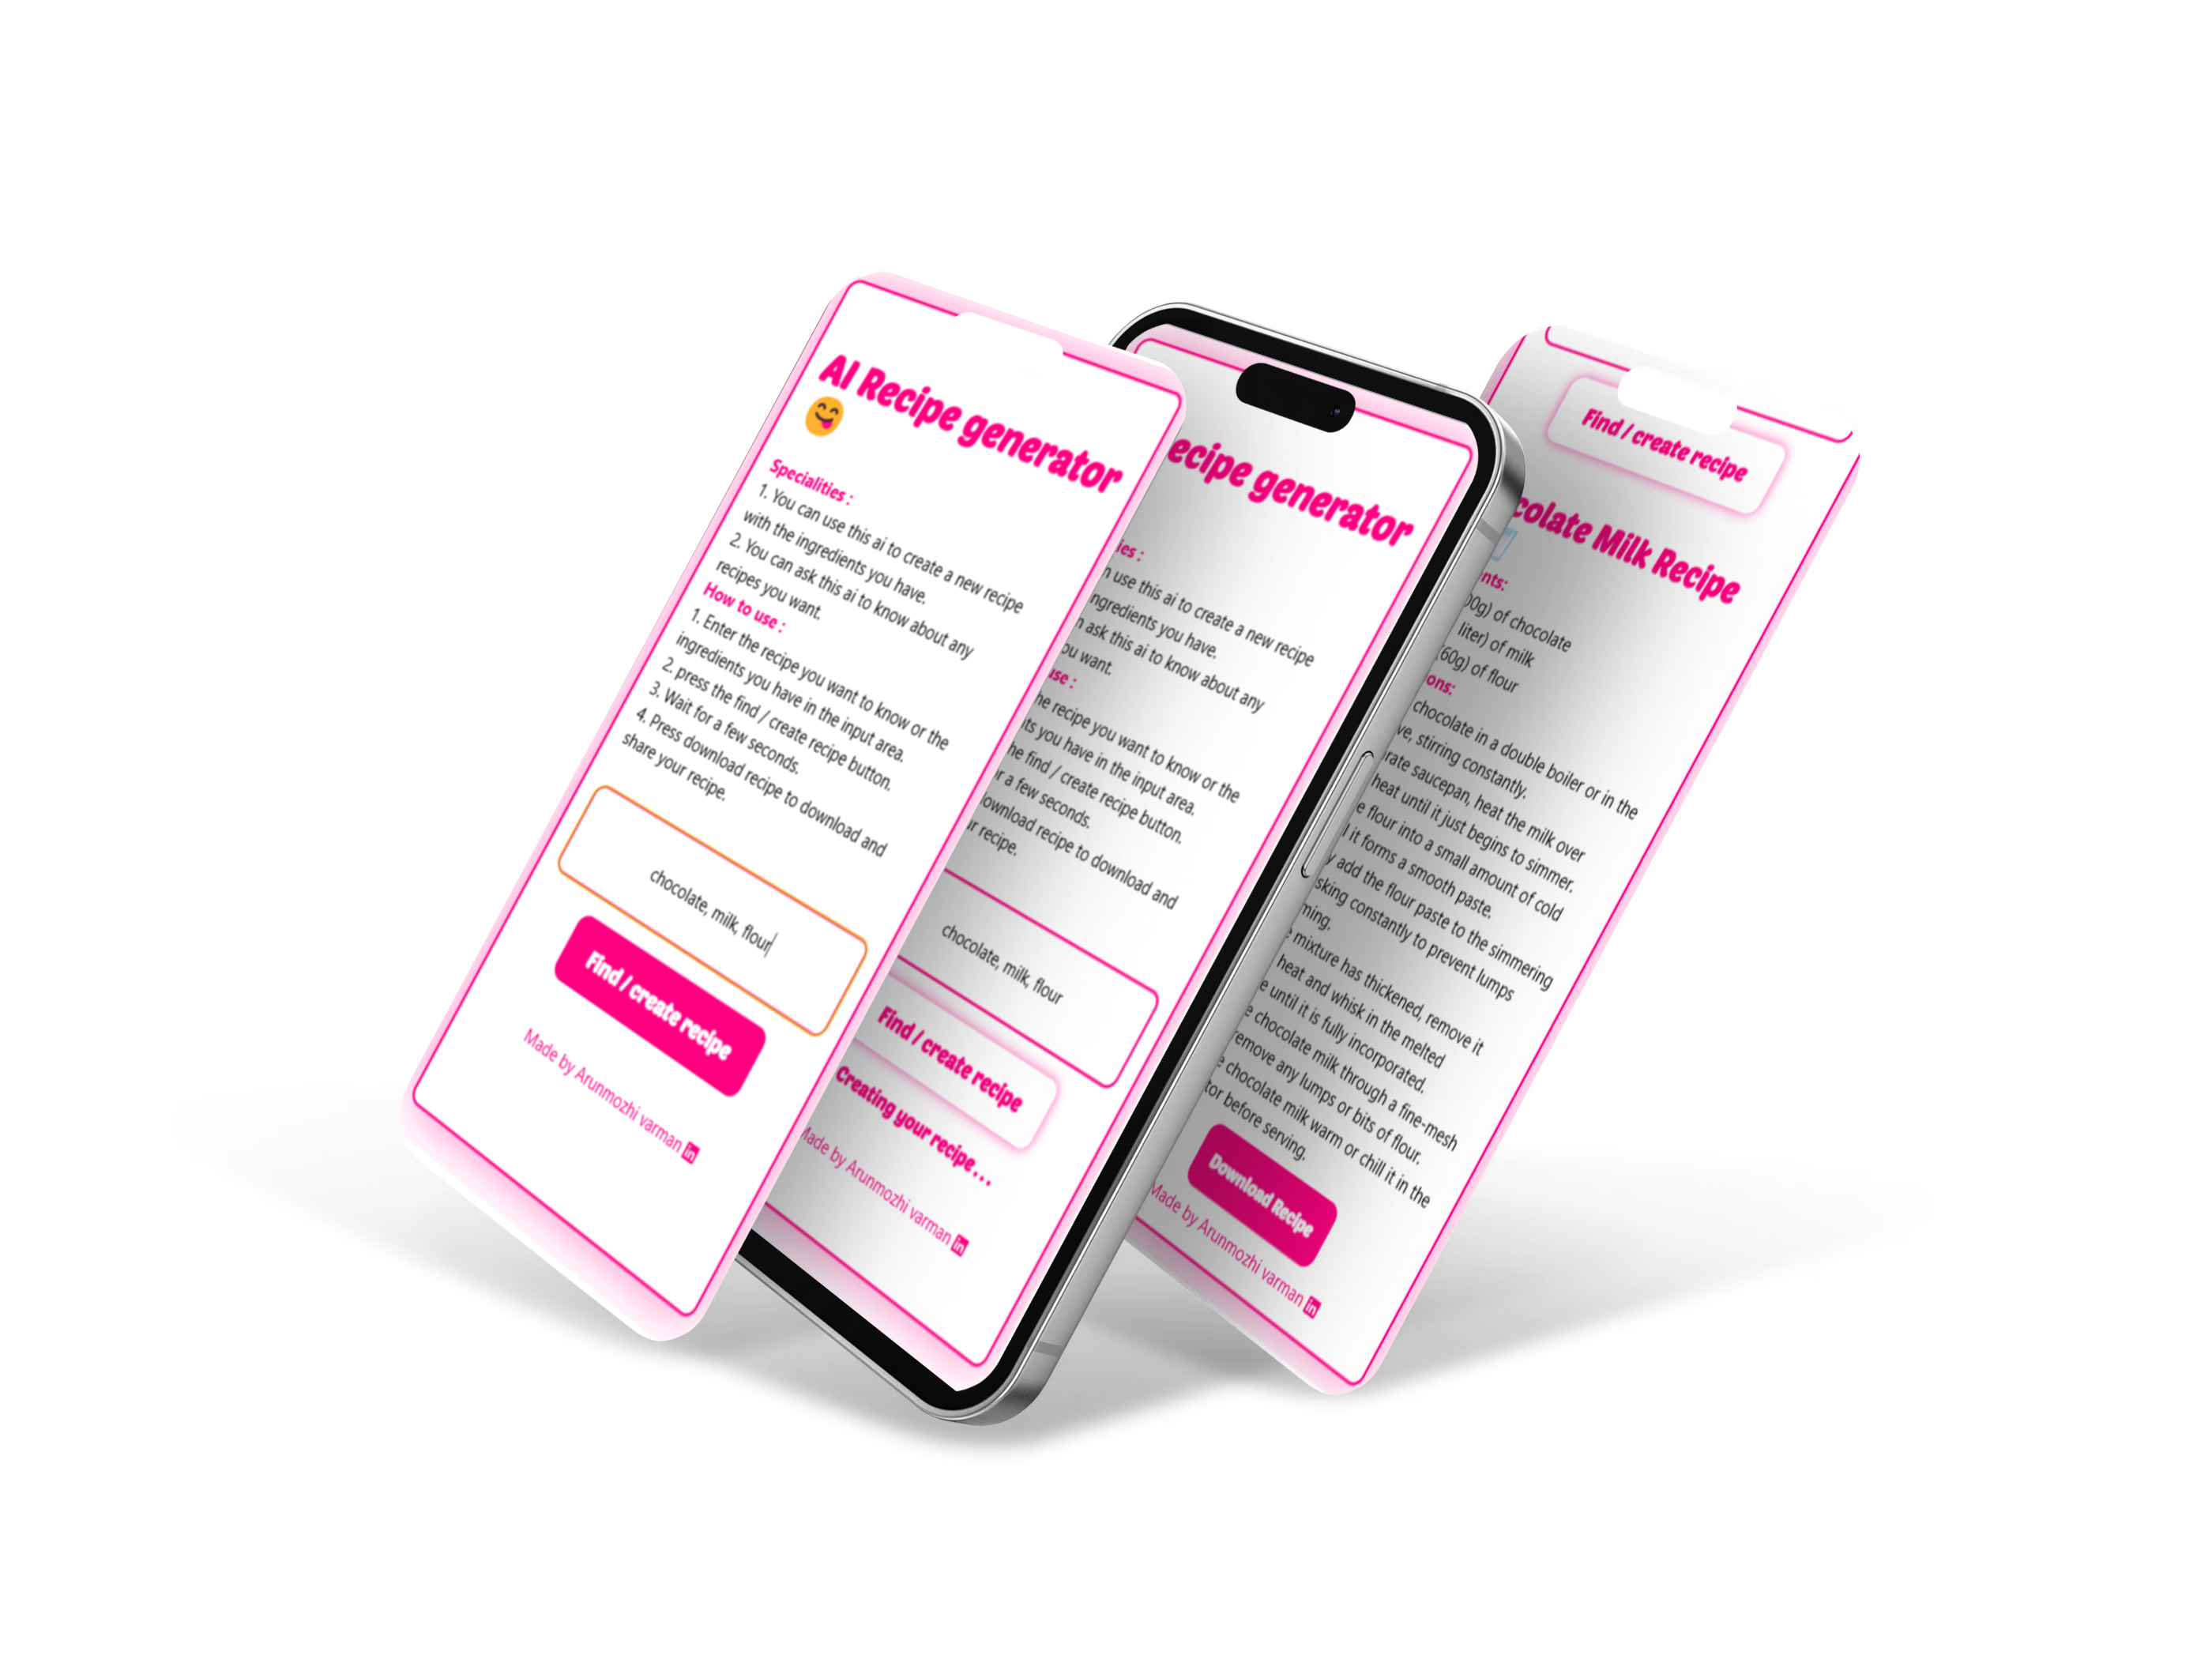 AI Recipe generator
Specialities :
1. You can use this ai to create a new recipe
with the ingredients you have.
2. You can ask this ai to know about any
recipes you want.
How to use :
1. Enter the recipe you want to know or the
ingredients you have in the input area.
2. press the find / create recipe button.
3. Wait for a few seconds.
4. Press download recipe to download and
share your recipe.
chocolate, milk, flour
Find / create recipe
Made by Arunmozhi varman in
ecipe generator
ies :
n use this ai to create a new recipe
ngredients you have.
n ask this ai to know about any
ou want.
use :
he recipe you want to know or the
ts you have in the input area.
he find / create recipe button.
r a few seconds.
ownload recipe to download and
ur recipe.
chocolate, milk, flour
Find / create recipe
Creating your recipe...
Made by Arunmozhi varman in
Find / create recipe
colate Milk Recipe
nts:
00g) of chocolate
liter) of milk
(60g) of flour
ons:
chocolate in a double boiler or in the
ve, stirring constantly.
rate saucepan, heat the milk over
heat until it just begins to simmer.
e flour into a small amount of cold
l it forms a smooth paste.
y add the flour paste to the simmering
sking constantly to prevent lumps
ming.
e mixture has thickened, remove it
heat and whisk in the melted
e until it is fully incorporated.
e chocolate milk through a fine-mesh
remove any lumps or bits of flour.
e chocolate milk warm or chill it in the
tor before serving.
Download Recipe
Made by Arunmozhi varman in